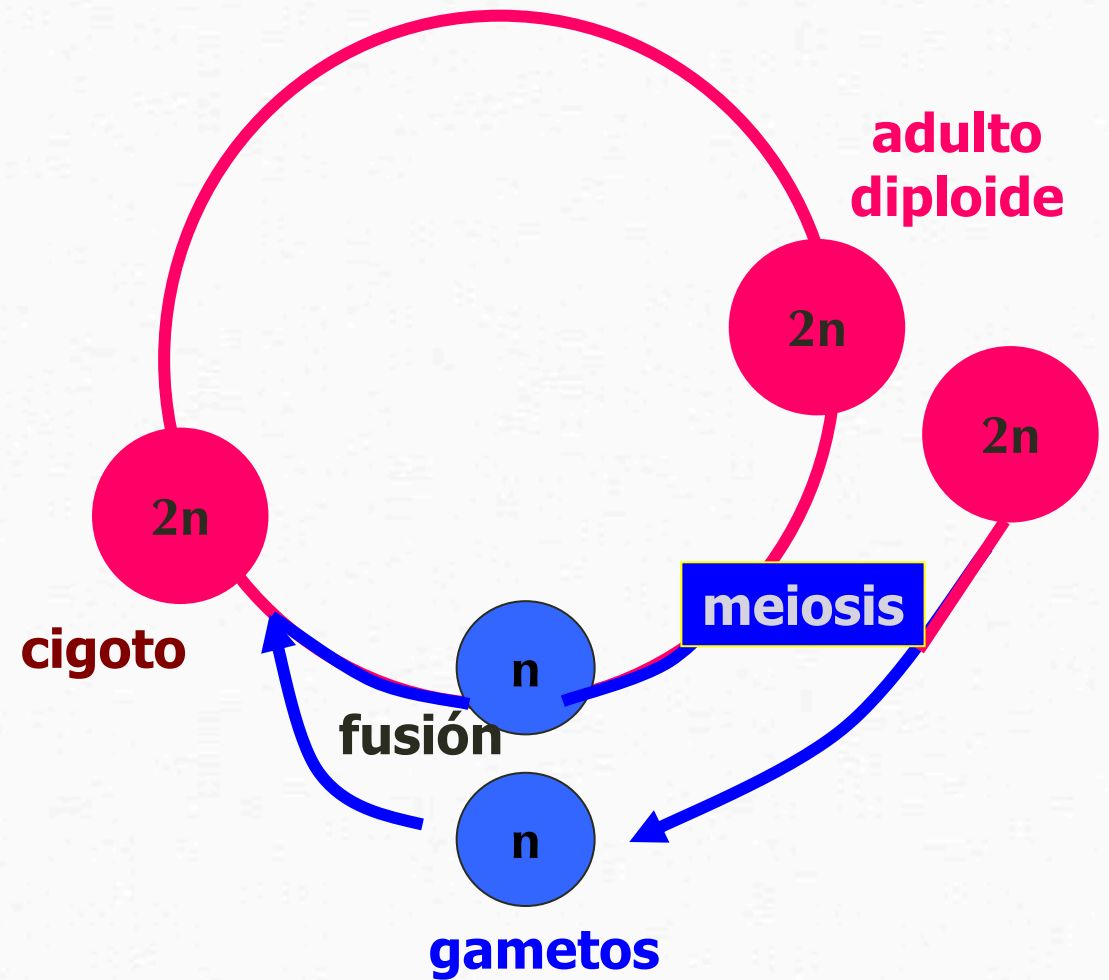 adulto
diploide
2n
2n
2n
meiosis
cigoto
n
fusión
n
gametos